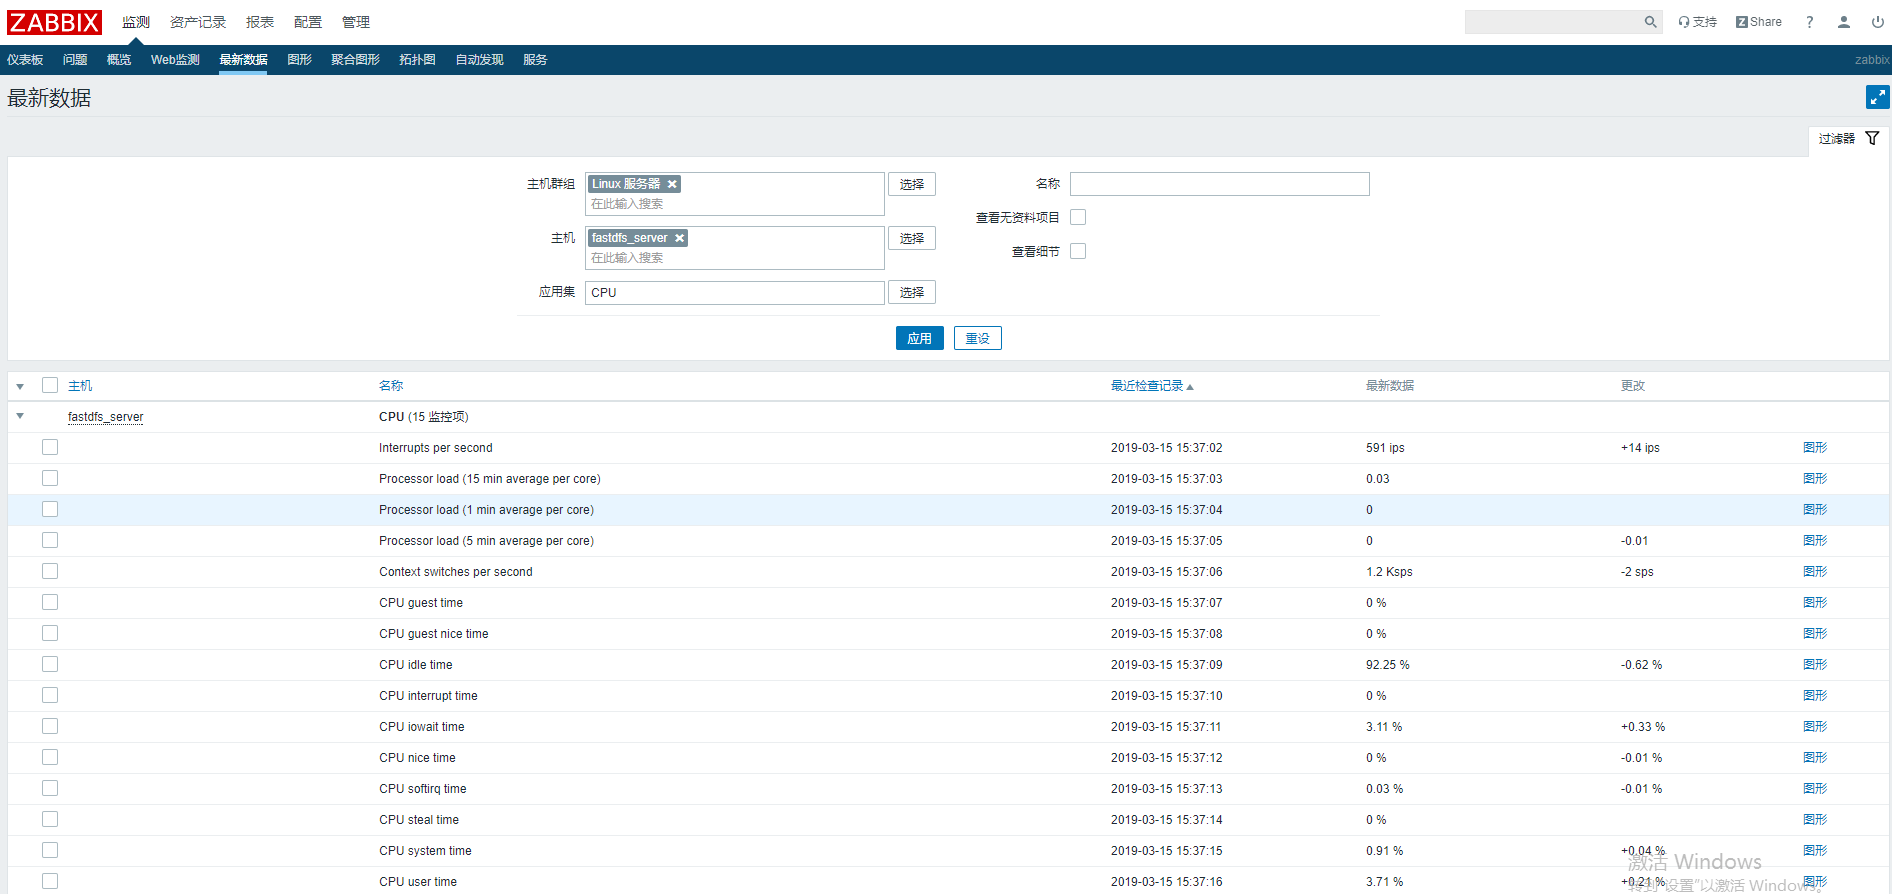 ZABBIX 监测 资产记录 报表 配置 管理 支持 Z Share ?
仪表板 问题 概览 Web监测 最新数据 图形 聚合图形 拓扑图 自动发现 服务 zabbix
最新数据
过滤器
主机群组 Linux 服务器 选择 名称
在此输入搜索
查看无资料项目
主机 fastdfs_server 选择
在此输入搜索
查看细节
应用集 CPU 选择
应用 重设
主机 名称 最近检查记录 最新数据 更改
fastdfs_server CPU (15 监控项)
Interrupts per second 2019-03-15 15:37:02 591 ips +14 ips 图形
Processor load (15 min average per core) 2019-03-15 15:37:03 0.03 图形
Processor load (1 min average per core) 2019-03-15 15:37:04 0 图形
Processor load (5 min average per core) 2019-03-15 15:37:05 0 -0.01 图形
Context switches per second 2019-03-15 15:37:06 1.2 Ksps -2 sps 图形
CPU guest time 2019-03-15 15:37:07 0 % 图形
CPU guest nice time 2019-03-15 15:37:08 0 % 图形
CPU idle time 2019-03-15 15:37:09 92.25 % -0.62 % 图形
CPU interrupt time 2019-03-15 15:37:10 0 % 图形
CPU iowait time 2019-03-15 15:37:11 3.11 % +0.33 % 图形
CPU nice time 2019-03-15 15:37:12 0 % -0.01 % 图形
CPU softirq time 2019-03-15 15:37:13 0.03 % -0.01 % 图形
CPU steal time 2019-03-15 15:37:14 0 % 图形
CPU system time 2019-03-15 15:37:15 0.91 % +0.04 % 图形
激活 Windows
CPU user time 2019-03-15 15:37:16 3.71 % +0.21 % 图形
转到"设置"以激活 Windows。